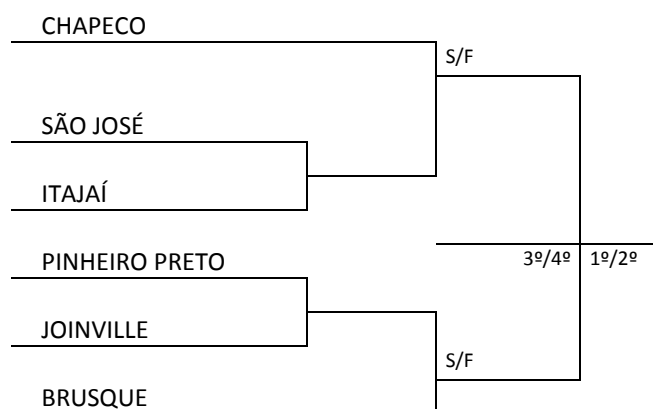 CHAPECO
S/F
SÃO JOSÉ
ITAJAÍ
PINHEIRO PRETO
3º/4º 1º/2º
JOINVILLE
S/F
BRUSQUE